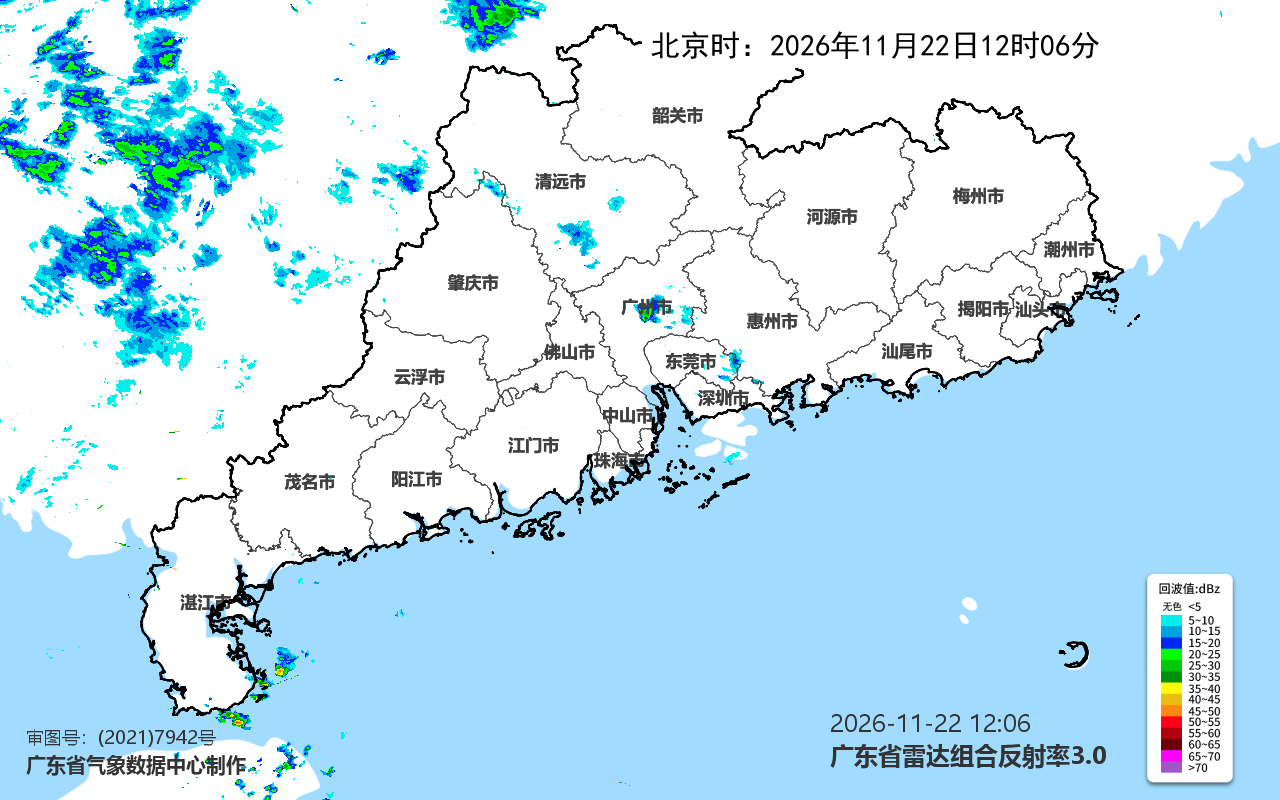 北京时：2026年11月22日12时06分
韶关市
清远市
梅州市
河源市
潮州市
肇庆市
广州市
揭阳市
汕头市
惠州市
佛山市
汕尾市
东莞市
云浮市
深圳市
中山市
江门市
珠海市
阳江市
茂名市
湛江市
回波值:dBz
无色 <5
5~10
10~15
15~20
20~25
25~30
30~35
35~40
40~45
45~50
50~55
55~60
60~65
65~70
>70
2026-11-22 12:06
广东省雷达组合反射率3.0
审图号：(2021)7942号
广东省气象数据中心制作